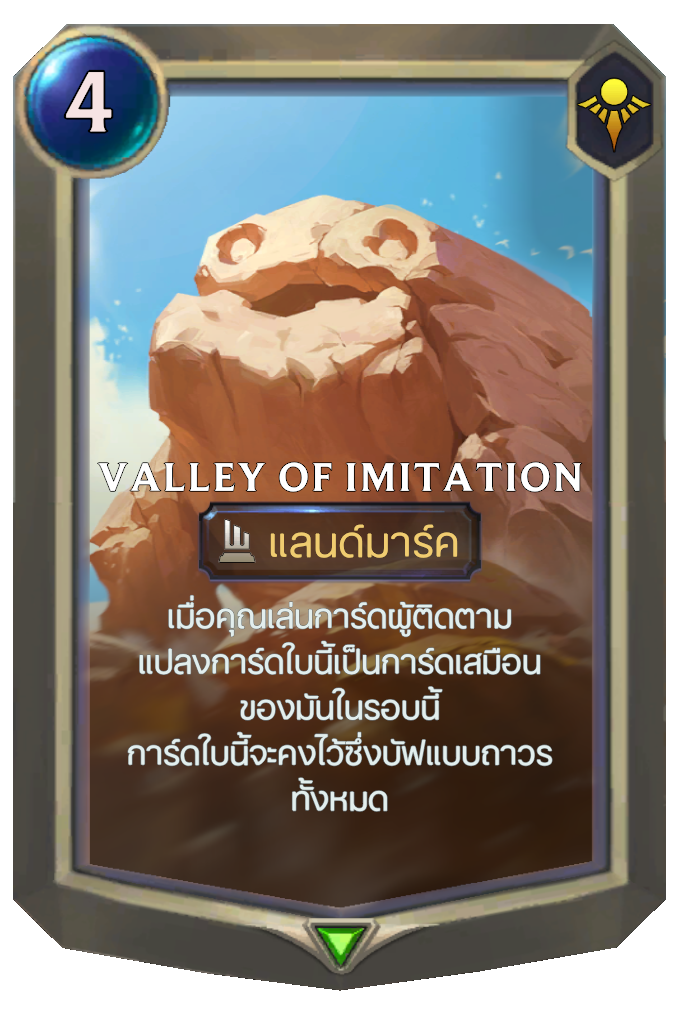 4
VALLEY OF IMITATION
แลนด์มาร์ค
เมื่อคุณเล่นการ์ดผู้ติดตาม
แปลงการ์ดใบนี้เป็นการ์ดเสมือน
ของมันในรอบนี้
การ์ดใบนี้จะคงไว้ซึ่งบัฟแบบถาวร
ทั้งหมด